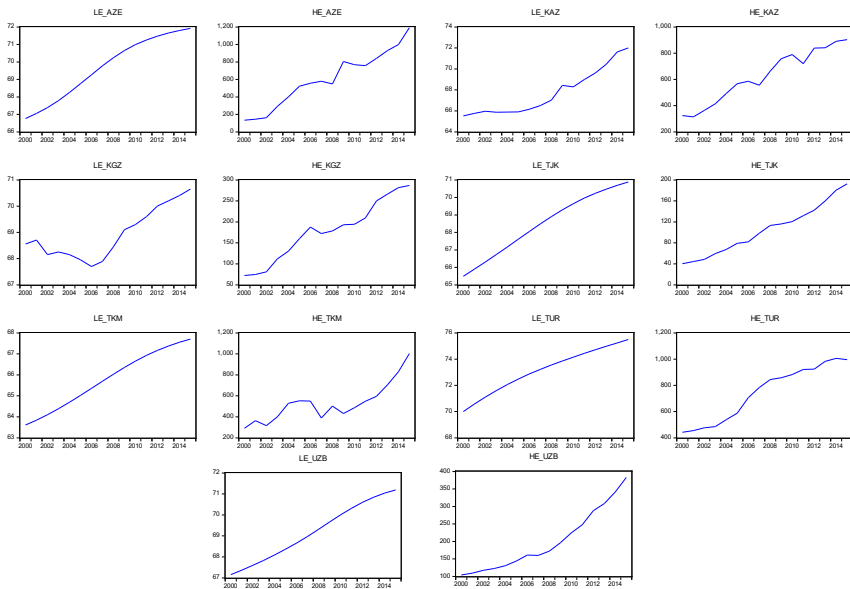 LE_AZE HE_AZE LE_KAZ HE_KAZ
72 1,200 74 1,000
71 1,000 72 800
70 800 70 600
69 600 68 400
68 400 66 200
67 200 64
66 0
2000 2002 2004 2006 2008 2010 2012 2014 2000 2002 2004 2006 2008 2010 2012 2014 2000 2002 2004 2006 2008 2010 2012 2014 2000 2002 2004 2006 2008 2010 2012 2014
LE_KGZ HE_KGZ LE_TJK HE_TJK
71 300 71 200
70 250 70 160
69 200 69 120
68 150 68 80
67 100 67 40
50 66 0
65
2000 2002 2004 2006 2008 2010 2012 2014 2000 2002 2004 2006 2008 2010 2012 2014 2000 2002 2004 2006 2008 2010 2012 2014 2000 2002 2004 2006 2008 2010 2012 2014
LE_TKM HE_TKM LE_TUR HE_TUR
68 1,200 76 1,200
67 1,000 74 1,000
66 800 72 800
65 600 70 600
64 400 68 400
63 200
2000 2002 2004 2006 2008 2010 2012 2014 2000 2002 2004 2006 2008 2010 2012 2014 2000 2002 2004 2006 2008 2010 2012 2014 2000 2002 2004 2006 2008 2010 2012 2014
LE_UZB HE_UZB
72 400
71 350
70 300
69 250
68 200
67 150
100
2000 2002 2004 2006 2008 2010 2012 2014 2000 2002 2004 2006 2008 2010 2012 2014